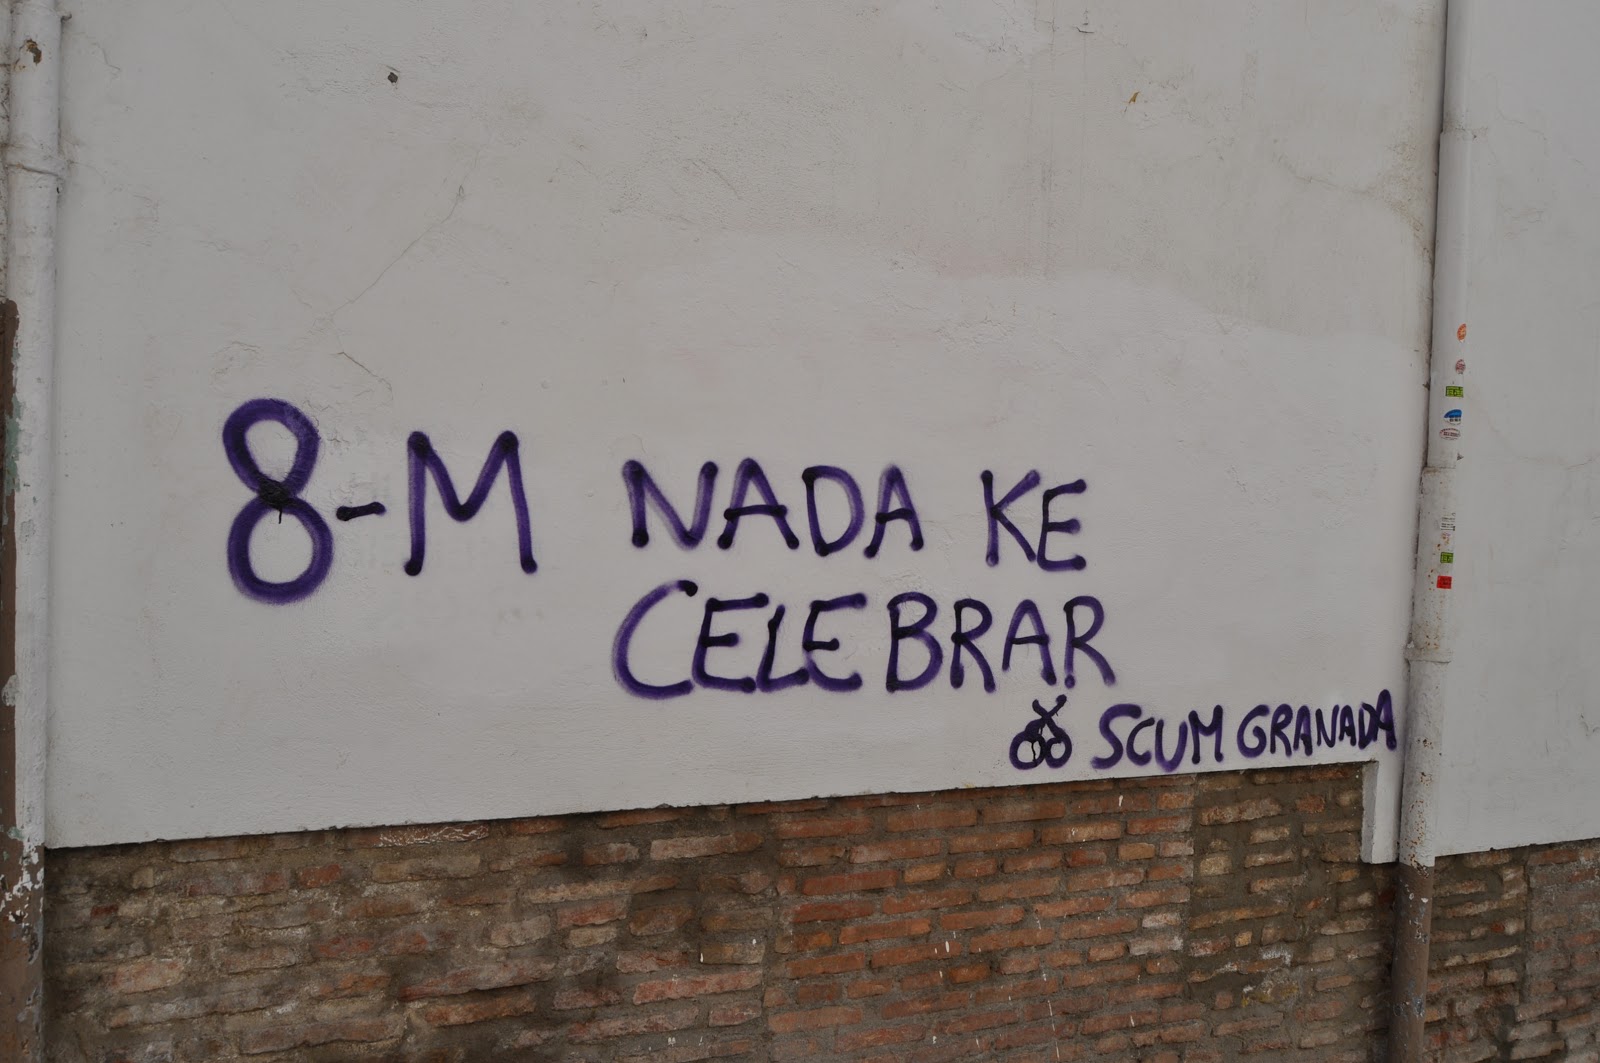 8-M NADA KE
CELEBRAR
SCUM GRANADA